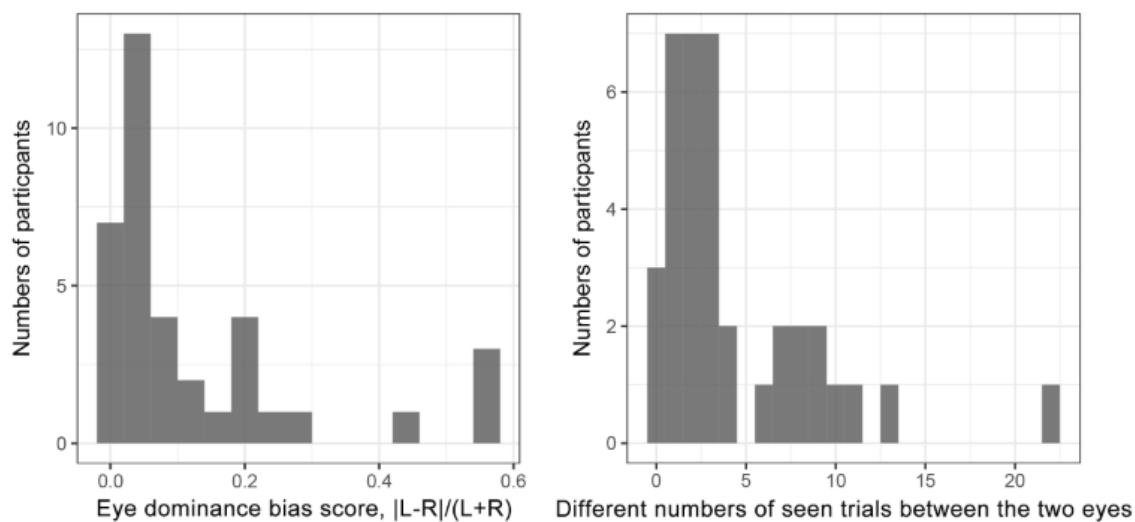 Numbers of particpants
10
5
0
0.0 0.2 0.4 0.6
Eye dominance bias score, |L-R|/(L+R)
Numbers of particpants
6
4
2
0
0 5 10 15 20
Different numbers of seen trials between the two eyes